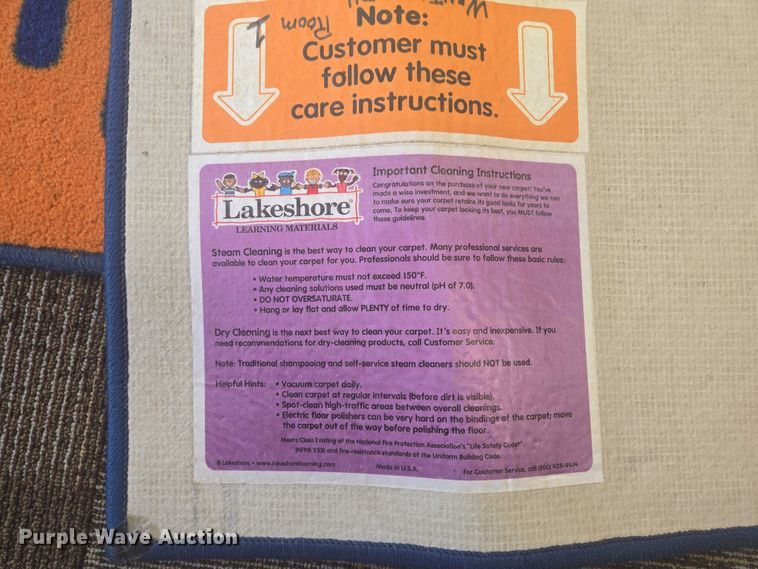 Room 1
Note:
Customer must
follow these
care instructions.
Lakeshore®
LEARNING MATERIALS
Important Cleaning Instructions
Congratulations on the purchase of your new carpet! You've
made a wise investment, and we want to do everything we can
to make sure your carpet retains its good looks for years to
come. To keep your carpet looking its best, you MUST follow
these guidelines.
Steam Cleaning is the best way to clean your carpet. Many professional services are
available to clean your carpet for you. Professionals should be sure to follow these basic rules:
• Water temperature must not exceed 150°F.
• Any cleaning solutions used must be neutral (pH of 7.0).
• DO NOT OVERSATURATE.
• Hang or lay flat and allow PLENTY of time to dry.
Dry Cleaning is the next best way to clean your carpet. It's easy and inexpensive. If you
need recommendations for dry-cleaning products, call Customer Service.
Note: Traditional shampooing and self-service steam cleaners should NOT be used.
Helpful Hints: • Vacuum carpet daily.
• Clean carpet at regular intervals (before dirt is visible).
• Spot-clean high-traffic areas between overall cleanings.
• Electric floor polishers can be very hard on the bindings of the carpet; move
the carpet out of the way before polishing the floor.
Meets Class I rating of the National Fire Protection Association's "Life Safety Code"
(NFPA 253) and fire-resistance standards of the Uniform Building Code.
© Lakeshore • www.lakeshorelearning.com Made in U.S.A. For Customer Service, call (800) 428-4414
Purple Wave Auction